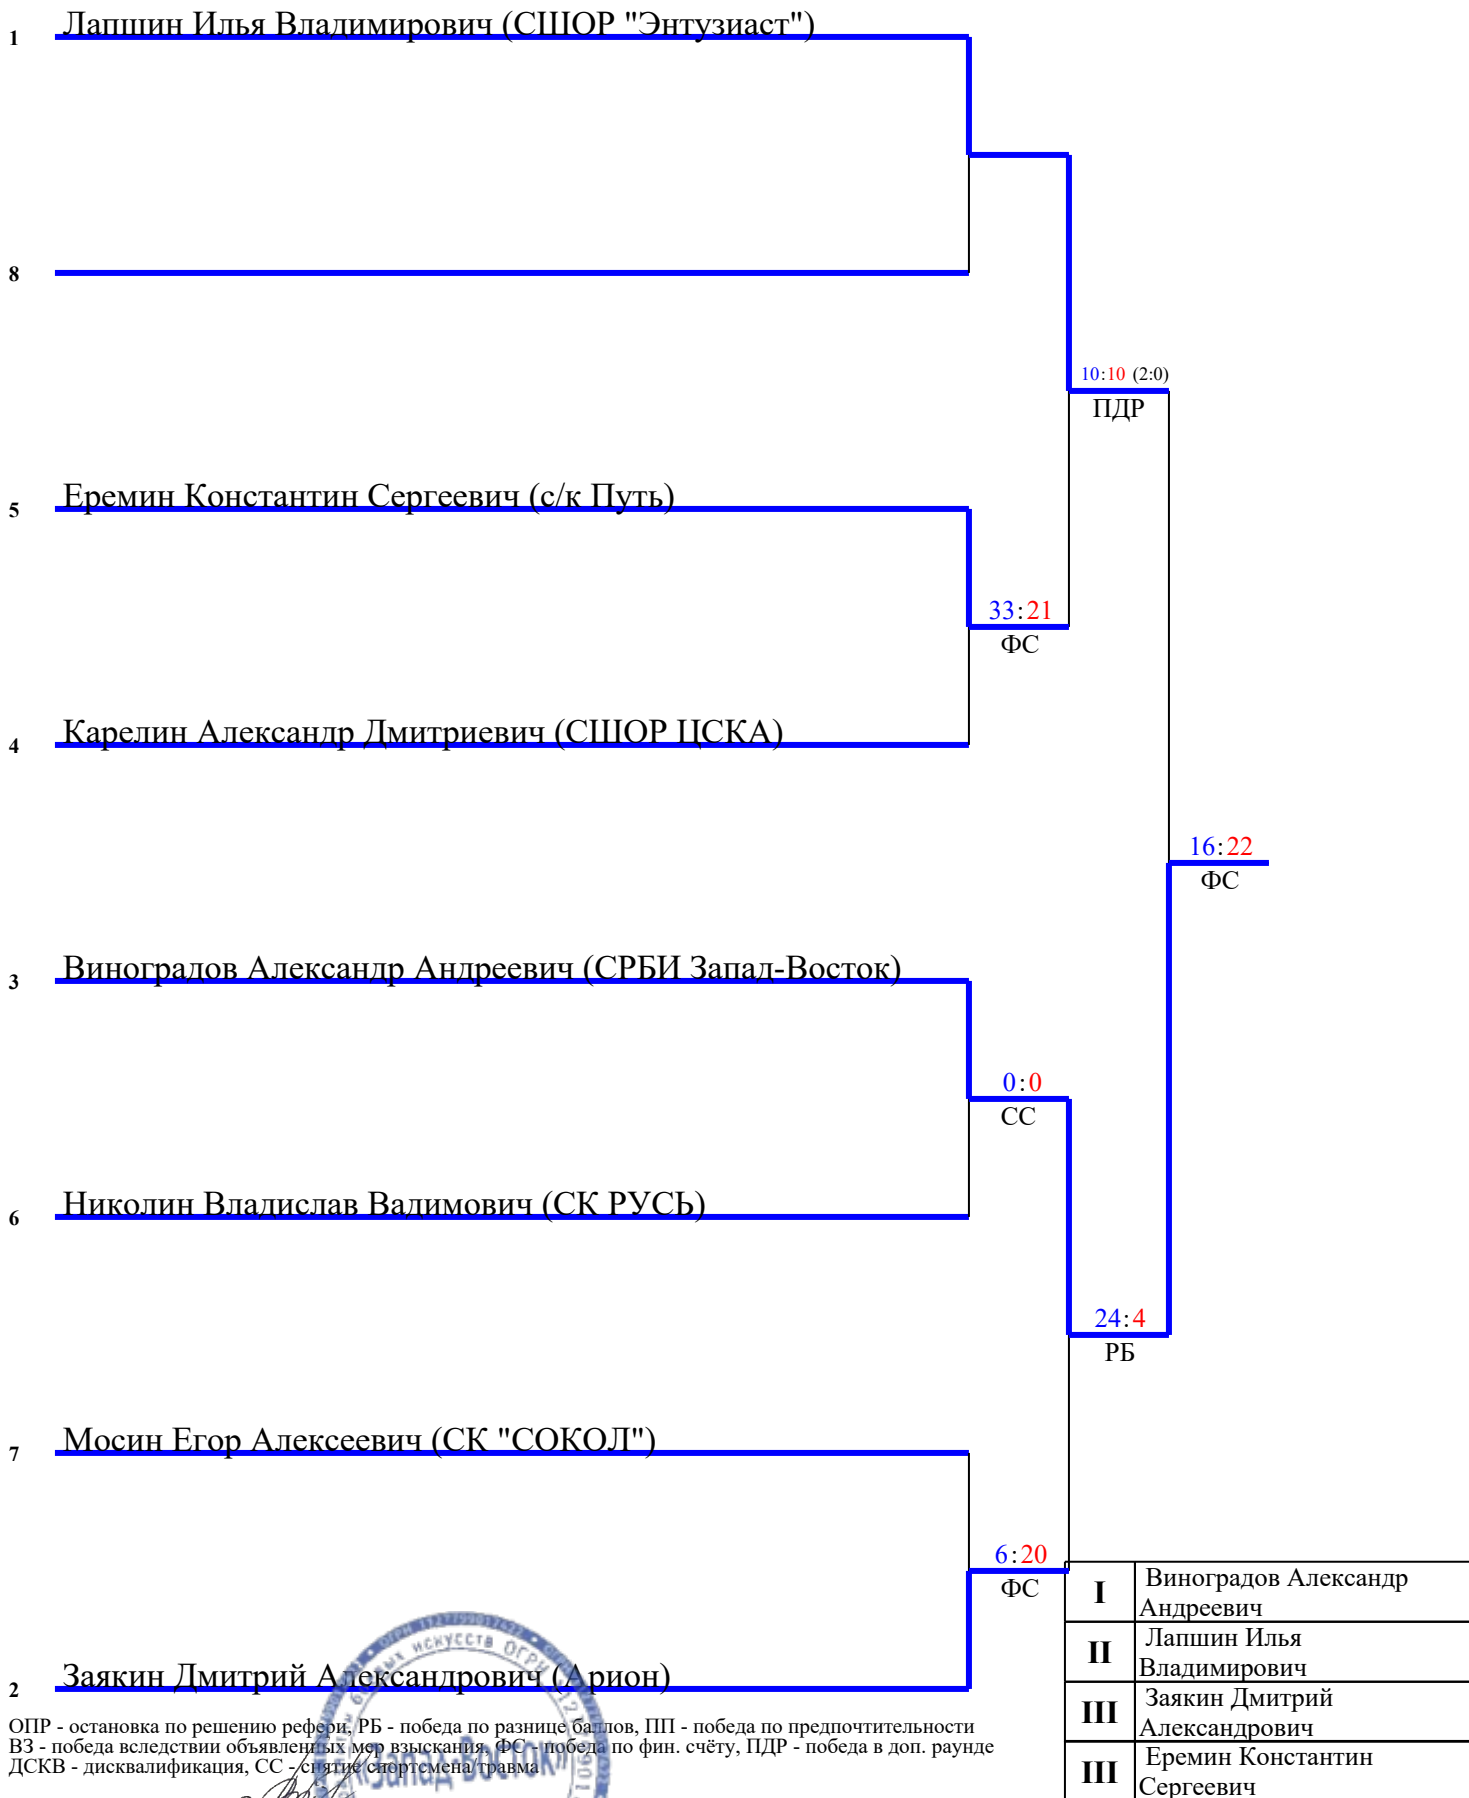 1 Лапшин Илья Владимирович (СШОР "Энтузиаст")
8
10:10 (2:0)
ПДР
5 Еремин Константин Сергеевич (с/к Путь)
33:21
ФС
4 Карелин Александр Дмитриевич (СШОР ЦСКА)
16:22
ФС
3 Виноградов Александр Андреевич (СРБИ Запад-Восток)
0:0
СС
6 Николин Владислав Вадимович (СК РУСЬ)
24:4
РБ
7 Мосин Егор Алексеевич (СК "СОКОЛ")
6:20
ФС
2 Заякин Дмитрий Александрович (Арион)
I Виноградов Александр
Андреевич
II Лапшин Илья
Владимирович
III Заякин Дмитрий
Александрович
III Еремин Константин
Сергеевич
ОПР - остановка по решению рефери, РБ - победа по разнице баллов, ПП - победа по предпочтительности
ВЗ - победа вследствии объявленных мер взыскания, ФС - победа по фин. счёту, ПДР - победа в доп. раунде
ДСКВ - дисквалификация, СС - снятие спортсмена/травма
искусств ОГРН
«Запад-Восток»